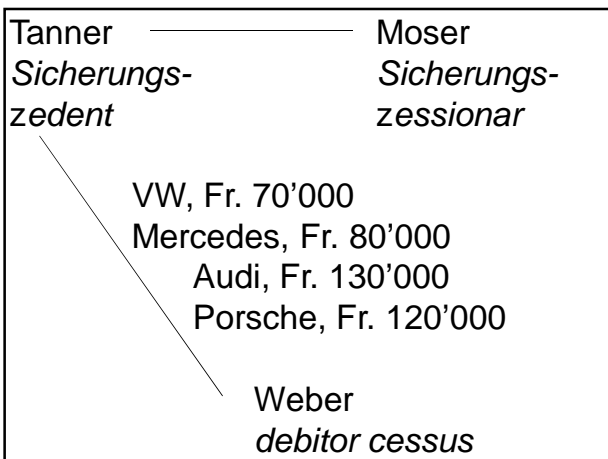 Tanner Moser
Sicherungs- Sicherungs-
zedent zessionar
VW, Fr. 70’000
Mercedes, Fr. 80’000
Audi, Fr. 130’000
Porsche, Fr. 120’000
Weber
debitor cessus